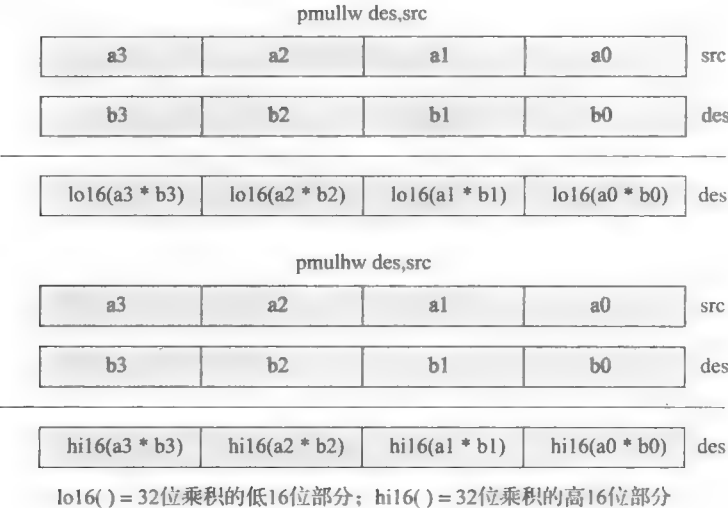 pmullw des,src
a3 a2 a1 a0 src
b3 b2 b1 b0 des
lo16(a3 * b3) lo16(a2 * b2) lo16(a1 * b1) lo16(a0 * b0) des
pmulhw des,src
a3 a2 a1 a0 src
b3 b2 b1 b0 des
hi16(a3 * b3) hi16(a2 * b2) hi16(a1 * b1) hi16(a0 * b0) des
lo16( ) = 32位乘积的低16位部分；hi16( ) = 32位乘积的高16位部分